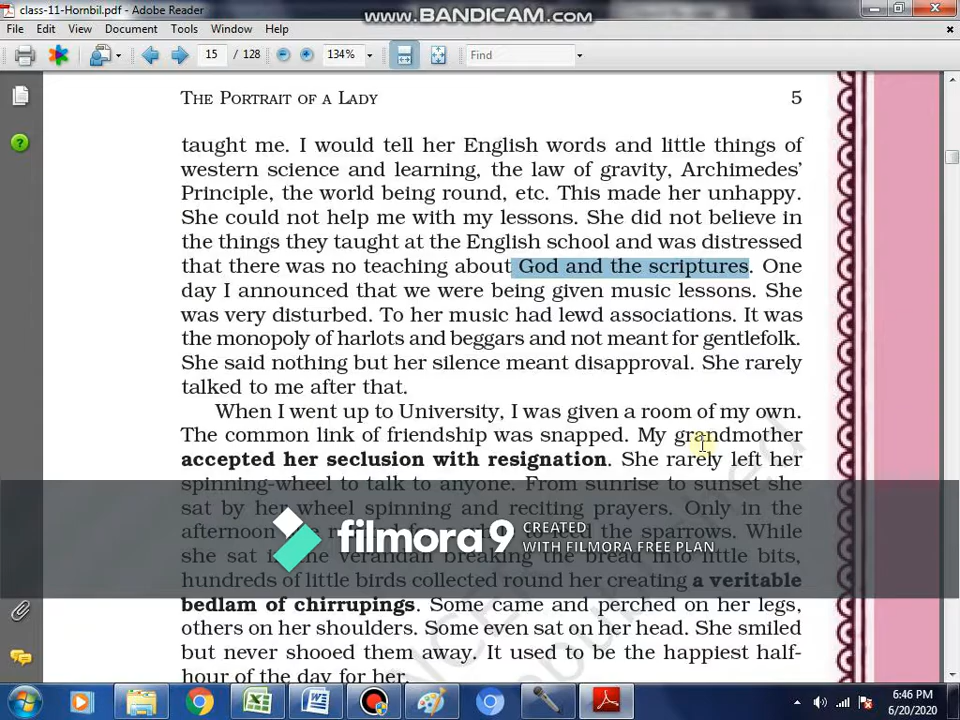 class-11-Hornbil.pdf - Adobe Reader
www.BANDICAM.com
File Edit View Document Tools Window Help
15 / 128 134% Find
THE PORTRAIT OF A LADY 5
taught me. I would tell her English words and little things of
western science and learning, the law of gravity, Archimedes'
Principle, the world being round, etc. This made her unhappy.
She could not help me with my lessons. She did not believe in
the things they taught at the English school and was distressed
that there was no teaching about God and the scriptures. One
day I announced that we were being given music lessons. She
was very disturbed. To her music had lewd associations. It was
the monopoly of harlots and beggars and not meant for gentlefolk.
She said nothing but her silence meant disapproval. She rarely
talked to me after that.
When I went up to University, I was given a room of my own.
The common link of friendship was snapped. My grandmother
accepted her seclusion with resignation. She rarely left her
spinning-wheel to talk to anyone. From sunrise to sunset she
sat by her wheel spinning and reciting prayers. Only in the
afternoon she feed the sparrows. While
she sat in the verandah breaking the bread into little bits,
hundreds of little birds collected round her creating a veritable
bedlam of chirrupings. Some came and perched on her legs,
others on her shoulders. Some even sat on her head. She smiled
but never shooed them away. It used to be the happiest half-
hour of the day for her.
filmora9 CREATED
WITH FILMORA FREE PLAN
6:46 PM
6/20/2020